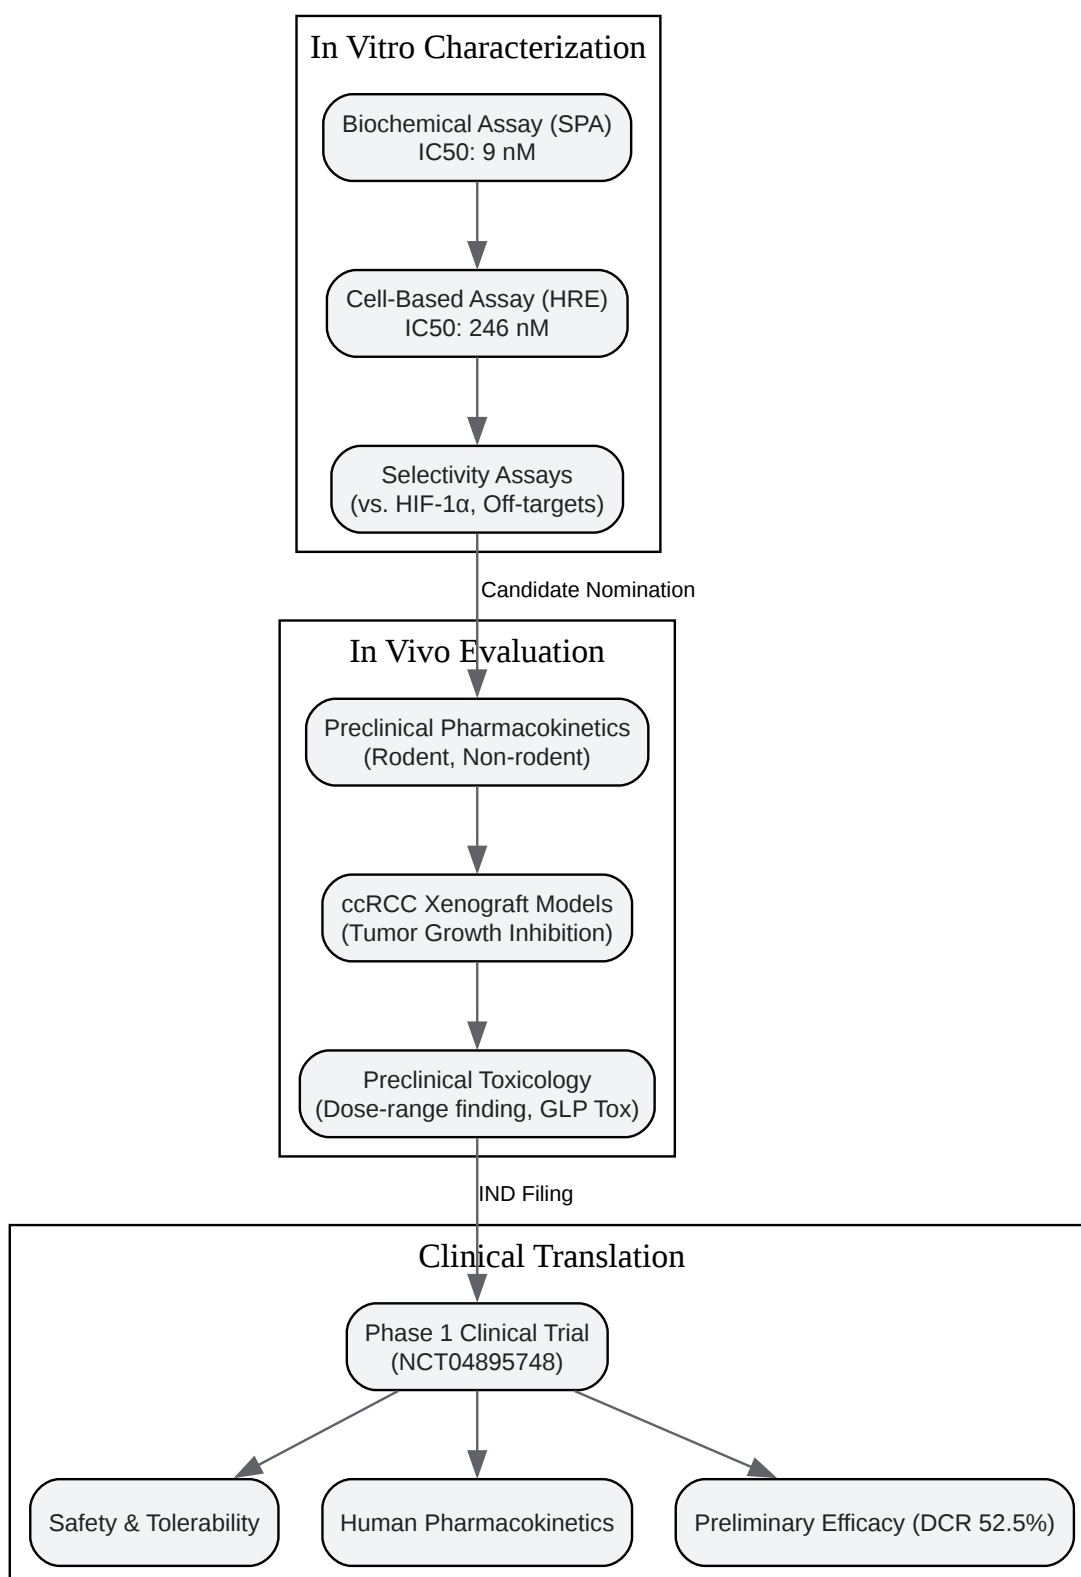 In Vitro Characterization
Biochemical Assay (SPA)
IC50: 9 nM
Cell-Based Assay (HRE)
IC50: 246 nM
Selectivity Assays
(vs. HIF-1α, Off-targets)
Candidate Nomination
In Vivo Evaluation
Preclinical Pharmacokinetics
(Rodent, Non-rodent)
ccRCC Xenograft Models
(Tumor Growth Inhibition)
Preclinical Toxicology
(Dose-range finding, GLP Tox)
IND Filing
Clinical Translation
Phase 1 Clinical Trial
(NCT04895748)
Safety & Tolerability
Human Pharmacokinetics
Preliminary Efficacy (DCR 52.5%)